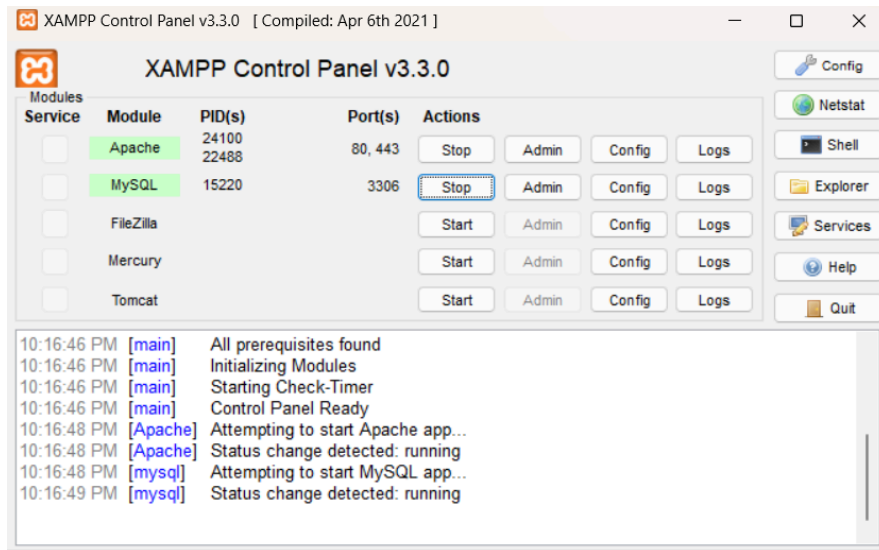 XAMPP Control Panel v3.3.0 [ Compiled: Apr 6th 2021 ]
XAMPP Control Panel v3.3.0
Config
Modules
Service Module PID(s) Port(s) Actions
Netstat
Apache 24100 22488 80, 443 Stop Admin Config Logs
Shell
MySQL 15220 3306 Stop Admin Config Logs
Explorer
FileZilla Start Admin Config Logs
Services
Mercury Start Admin Config Logs
Help
Tomcat Start Admin Config Logs
Quit
10:16:46 PM [main] All prerequisites found
10:16:46 PM [main] Initializing Modules
10:16:46 PM [main] Starting Check-Timer
10:16:46 PM [main] Control Panel Ready
10:16:48 PM [Apache] Attempting to start Apache app...
10:16:48 PM [Apache] Status change detected: running
10:16:48 PM [mysql] Attempting to start MySQL app...
10:16:49 PM [mysql] Status change detected: running